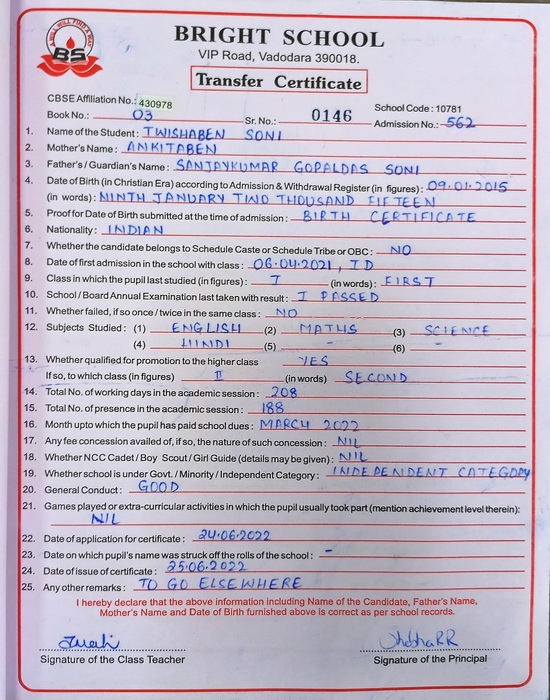 A WILL WILL FIND A WAY
BS
BRIGHT SCHOOL
VIP Road, Vadodara 390018.
Transfer Certificate
CBSE Affiliation No.: 430978
School Code : 10781
Book No.: 03 Sr. No.: 0146 Admission No.: 562
1. Name of the Student : TWISHABEN SONI
2. Mother's Name : ANKITABEN
3. Father's / Guardian's Name : SANJAYKUMAR GOPALDAS SONI
4. Date of Birth (in Christian Era) according to Admission & Withdrawal Register (in figures) : 09.01.2015
(in words) : NINTH JANUARY TWO THOUSAND FIFTEEN
5. Proof for Date of Birth submitted at the time of admission : BIRTH CERTIFICATE
6. Nationality : INDIAN
7. Whether the candidate belongs to Schedule Caste or Schedule Tribe or OBC : NO
8. Date of first admission in the school with class : 06.04.2021, I D
9. Class in which the pupil last studied (in figures) : I (in words) : FIRST
10. School / Board Annual Examination last taken with result : I PASSED
11. Whether failed, if so once / twice in the same class : NO
12. Subjects Studied : (1) ENGLISH (2) MATHS (3) SCIENCE
(4) HINDI (5) - (6) -
13. Whether qualified for promotion to the higher class YES
If so, to which class (in figures) II (in words) SECOND
14. Total No. of working days in the academic session : 208
15. Total No. of presence in the academic session : 188
16. Month upto which the pupil has paid school dues : MARCH 2022
17. Any fee concession availed of, if so, the nature of such concession : NIL
18. Whether NCC Cadet / Boy Scout / Girl Guide (details may be given) : NIL
19. Whether school is under Govt. / Minority / Independent Category : INDEPENDENT CATEGORY
20. General Conduct : GOOD
21. Games played or extra-curricular activities in which the pupil usually took part (mention achievement level therein) :
NIL
22. Date of application for certificate : 24.06.2022
23. Date on which pupil's name was struck off the rolls of the school : -
24. Date of issue of certificate : 25.06.2022
25. Any other remarks : TO GO ELSEWHERE
I hereby declare that the above information including Name of the Candidate, Father's Name,
Mother's Name and Date of Birth furnished above is correct as per school records.
Signature of the Class Teacher
Signature of the Principal